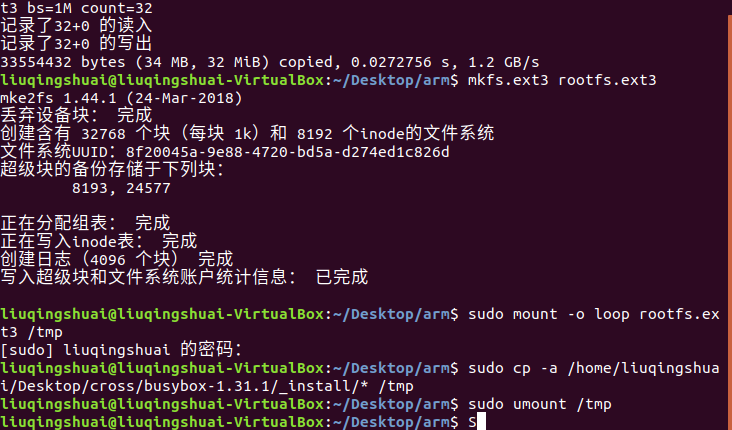 t3 bs=1M count=32
记录了32+0 的读入
记录了32+0 的写出
33554432 bytes (34 MB, 32 MiB) copied, 0.0272756 s, 1.2 GB/s
liuqingshuai@liuqingshuai-VirtualBox:~/Desktop/arm$ mkfs.ext3 rootfs.ext3
mke2fs 1.44.1 (24-Mar-2018)
丢弃设备块： 完成
创建含有 32768 个块（每块 1k）和 8192 个inode的文件系统
文件系统UUID：8f20045a-9e88-4720-bd5a-d274ed1c826d
超级块的备份存储于下列块：
        8193, 24577
正在分配组表： 完成
正在写入inode表： 完成
创建日志（4096 个块） 完成
写入超级块和文件系统账户统计信息： 已完成
liuqingshuai@liuqingshuai-VirtualBox:~/Desktop/arm$ sudo mount -o loop rootfs.ex
t3 /tmp
[sudo] liuqingshuai 的密码：
liuqingshuai@liuqingshuai-VirtualBox:~/Desktop/arm$ sudo cp -a /home/liuqingshua
i/Desktop/cross/busybox-1.31.1/_install/* /tmp
liuqingshuai@liuqingshuai-VirtualBox:~/Desktop/arm$ sudo umount /tmp
liuqingshuai@liuqingshuai-VirtualBox:~/Desktop/arm$ S